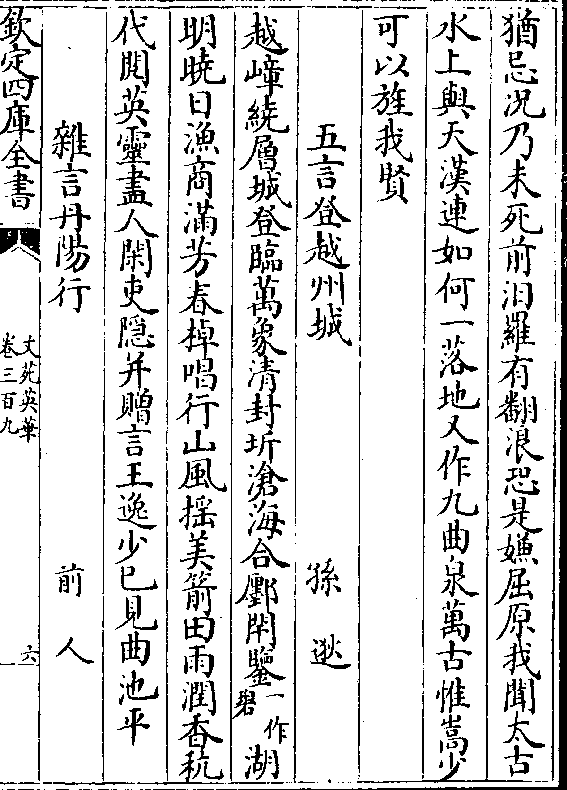 猶忌况乃未死前汨羅有翻浪恐是嫌屈原我聞太古
水上與天漢連如何一落地又作九曲泉萬古惟嵩少
可以旌我賢
五言登越州城 孫逖
越嶂繞層城登臨萬象清封圻滄海合鄽閈鑒一作碧湖
明曉日漁商滿芳春棹唱行山風揺美箭田雨潤香秔
代閲英靈盡人閑吏隠并贈言王逸少已見曲池平
雜言丹陽行 前人
欽定四庫全書
文苑英華
卷三百九
六